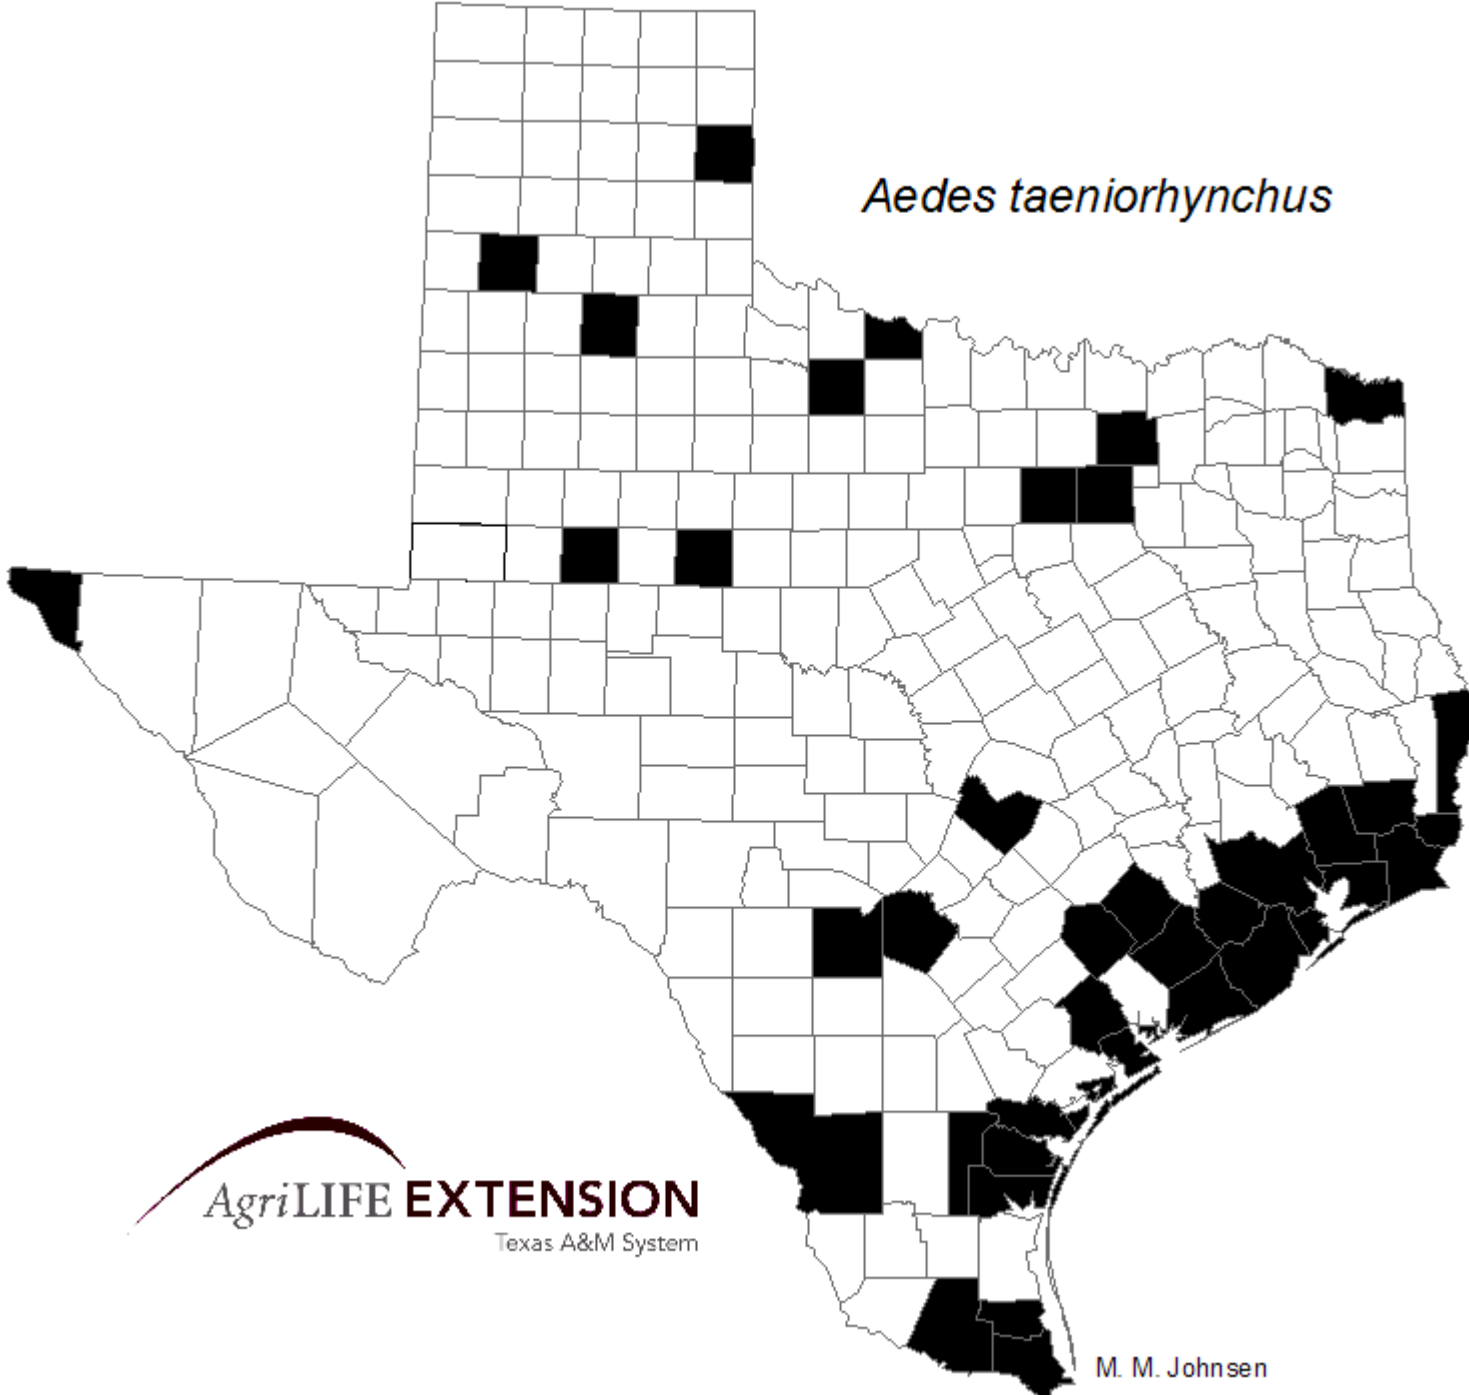 Aedes taeniorhynchus
AgriLIFE EXTENSION
Texas A&M System
M. M. Johnsen